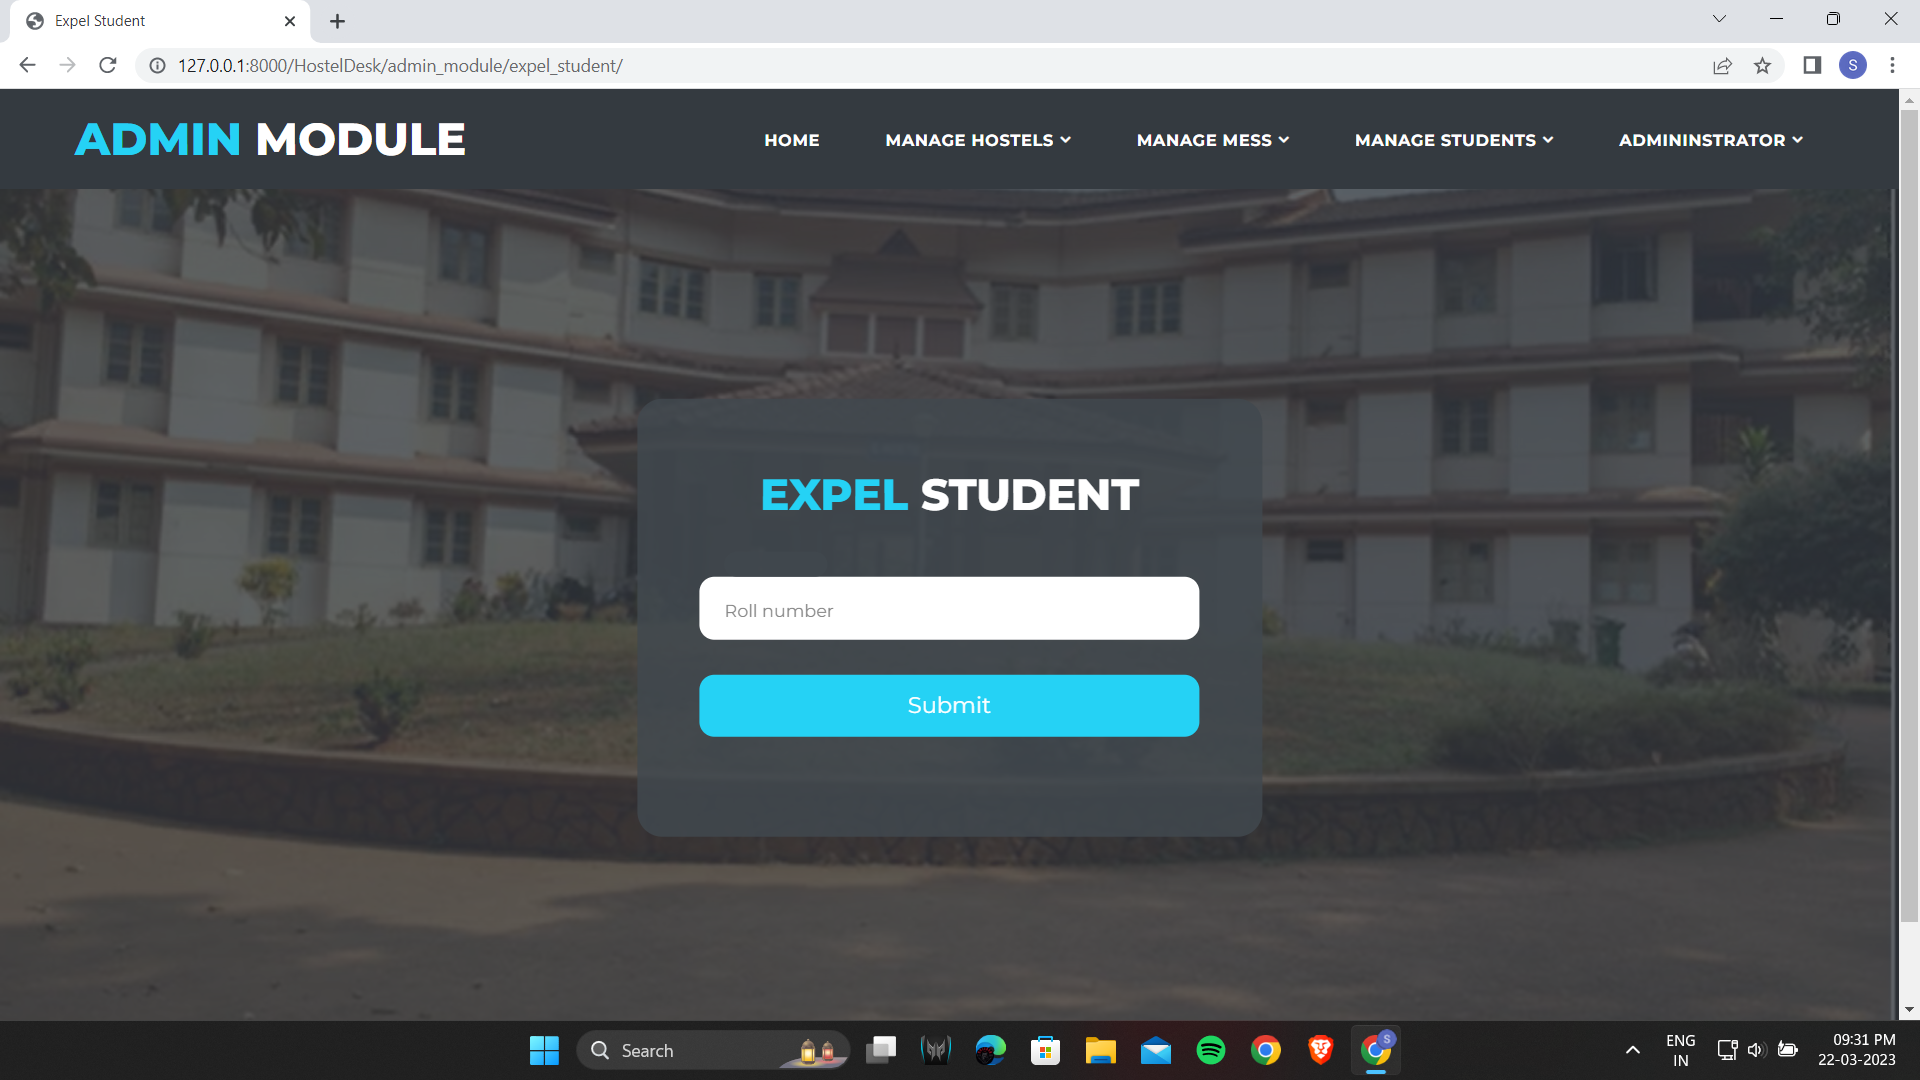 Expel Student
127.0.0.1:8000/HostelDesk/admin_module/expel_student/
S
ADMIN MODULE
HOME
MANAGE HOSTELS
MANAGE MESS
MANAGE STUDENTS
ADMININSTRATOR
EXPEL STUDENT
Roll number
Submit
Search
S
ENG
IN
09:31 PM
22-03-2023